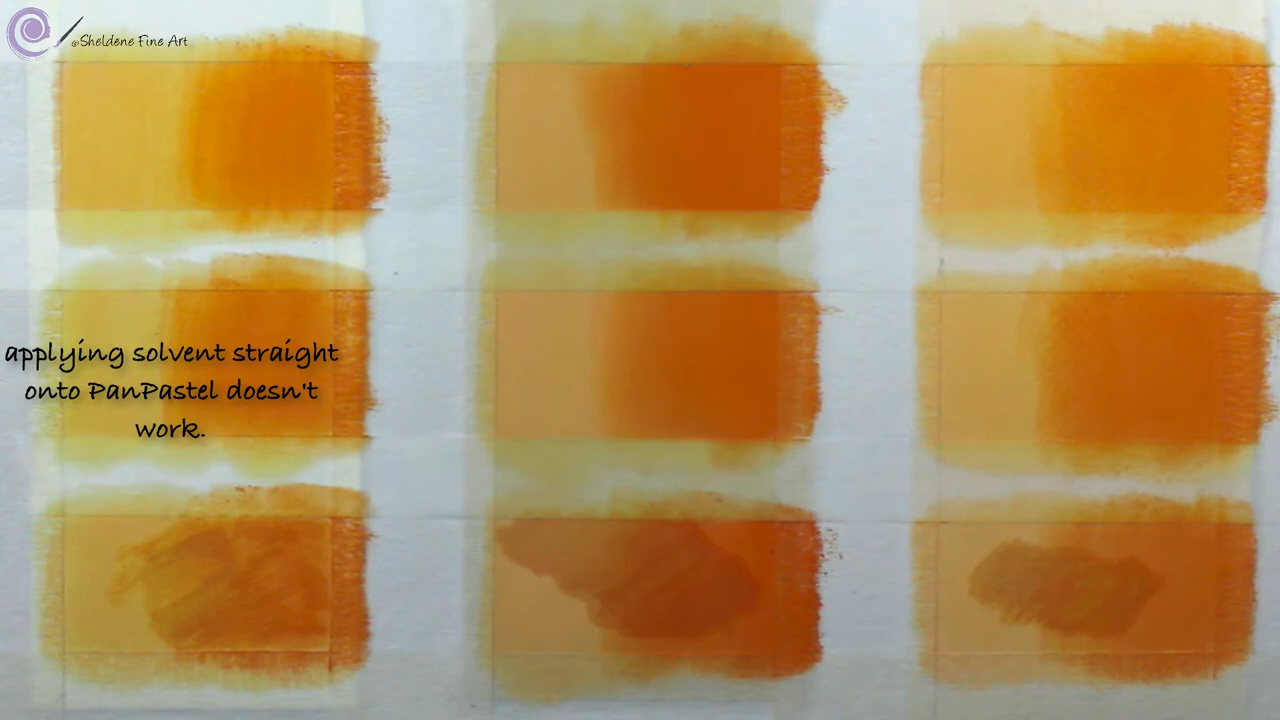 ©Sheldene Fine Art
applying solvent straight
onto PanPastel doesn't
work.